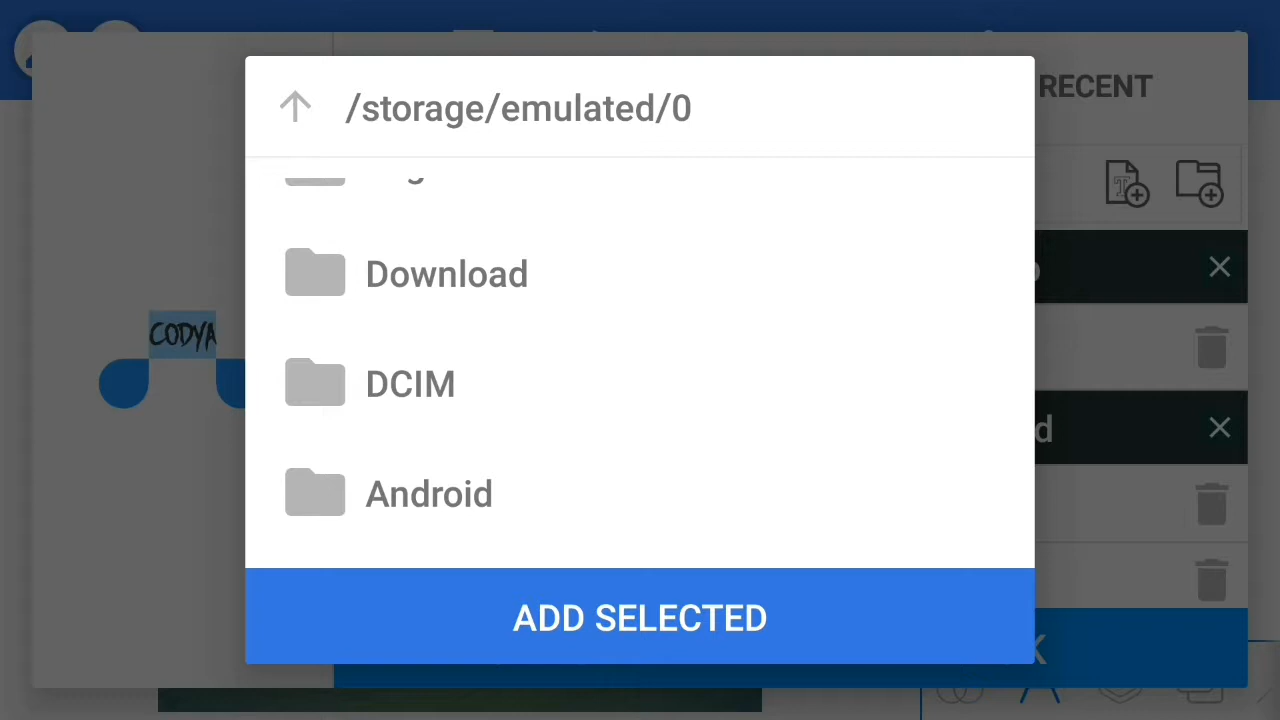 /storage/emulated/0
RECENT
Download
CODYA
DCIM
Android
ADD SELECTED